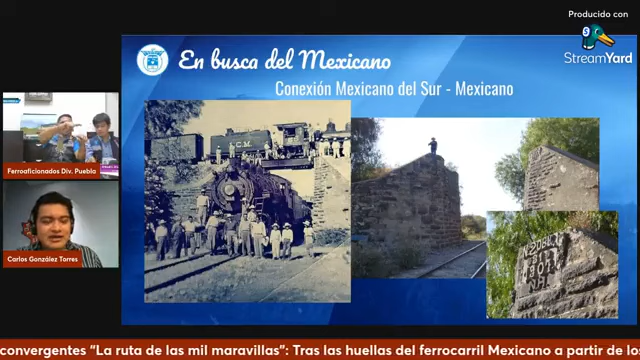 Producido con
StreamYard
En busca del Mexicano
Conexión Mexicano del Sur - Mexicano
Ferroaficionados Div. Puebla
Carlos González Torres
convergentes “La ruta de las mil maravillas”: Tras las huellas del ferrocarril Mexicano a partir de lo